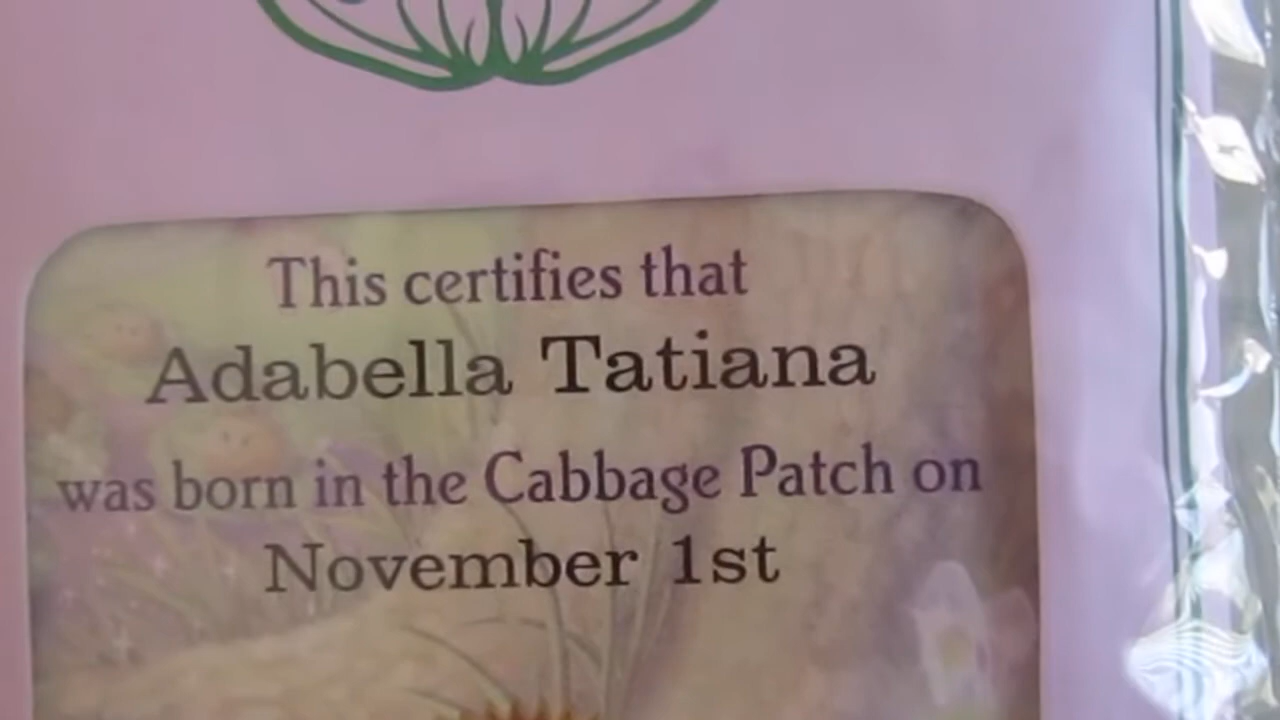 This certifies that
Adabella Tatiana
was born in the Cabbage Patch on
November 1st